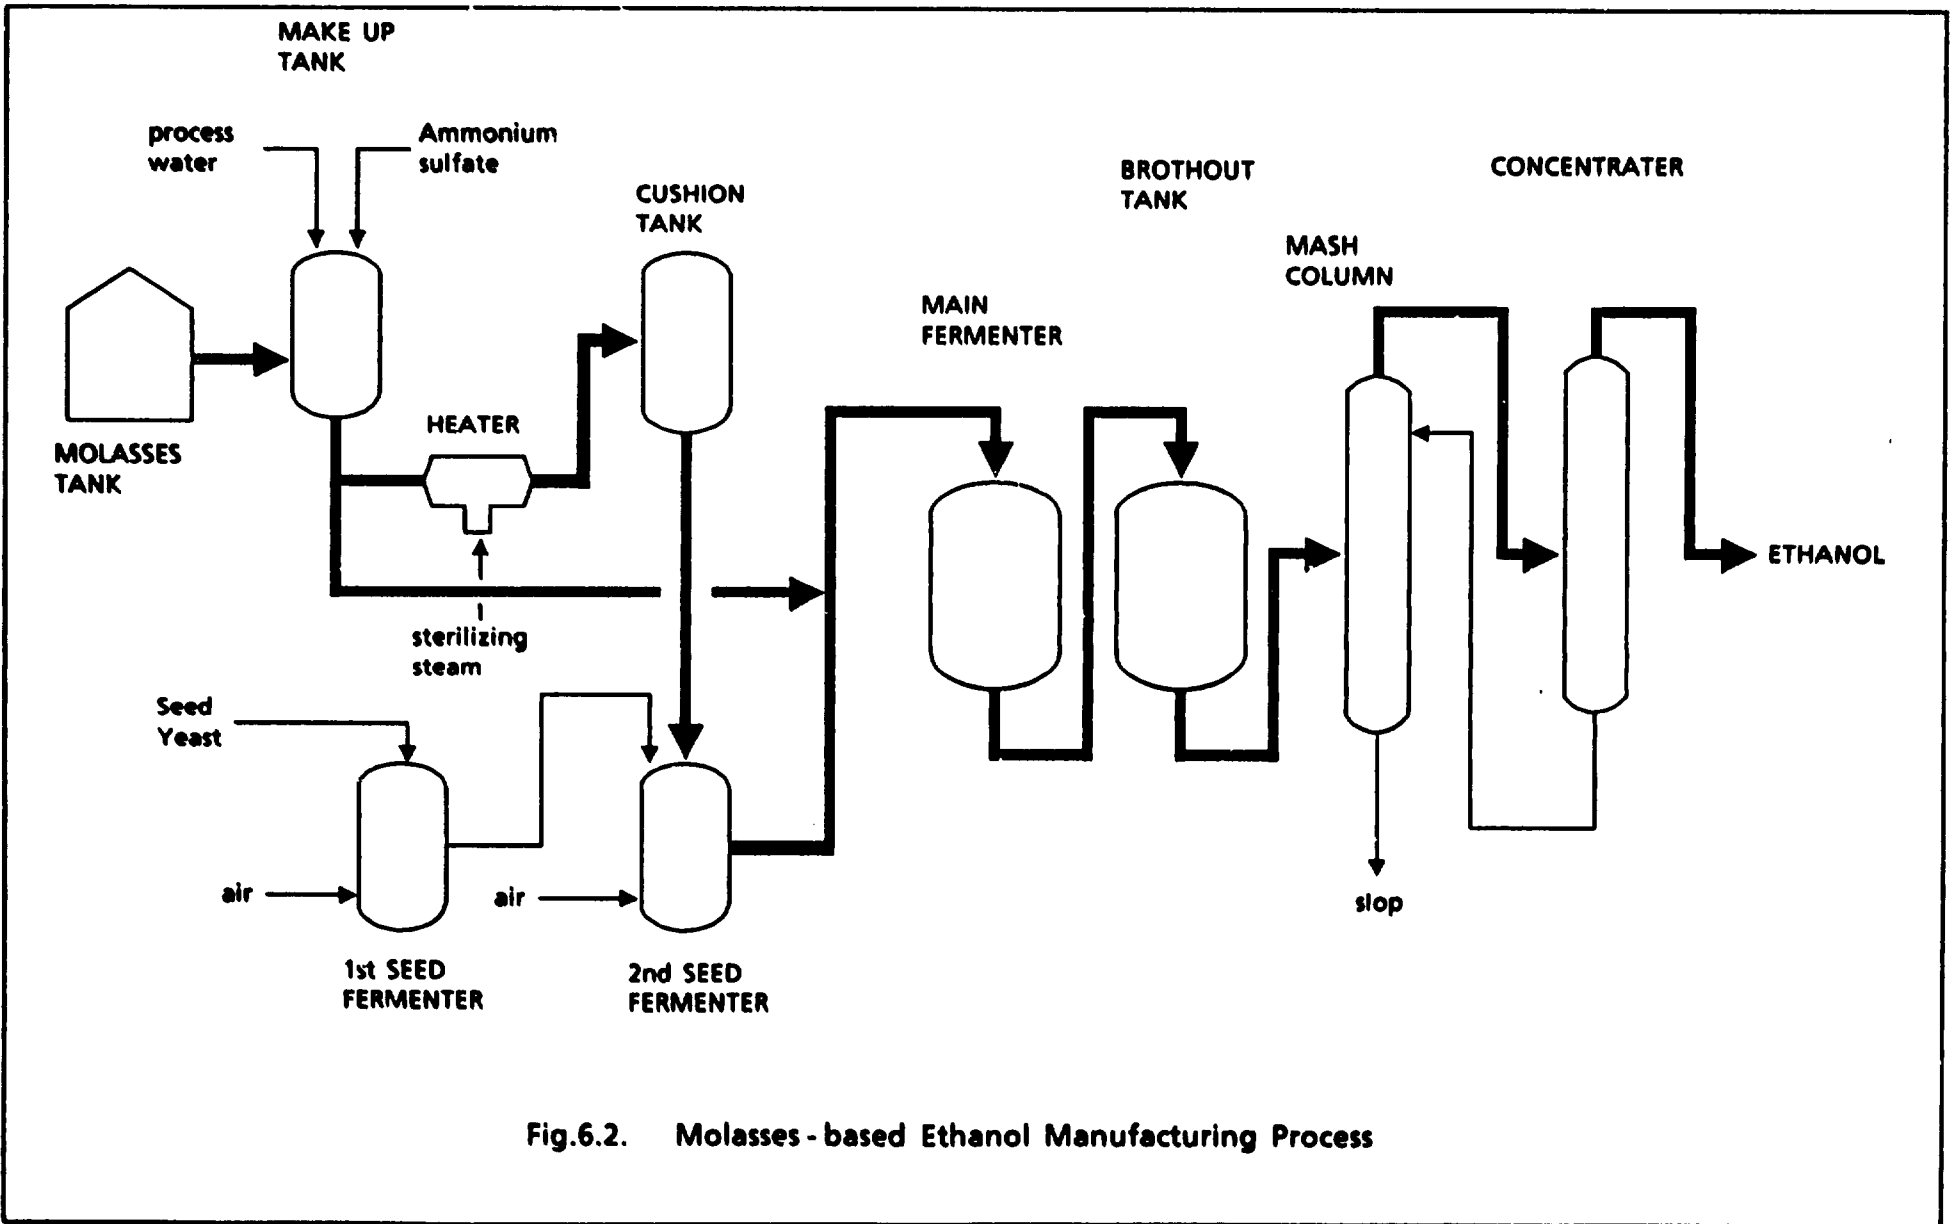 MAKE UP
TANK
process
water
Ammonium
sulfate
CUSHION
TANK
BROTHOUT
TANK
CONCENTRATER
MASH
COLUMN
MAIN
FERMENTER
HEATER
MOLASSES
TANK
ETHANOL
sterilizing
steam
Seed
Yeast
air
air
slop
1st SEED
FERMENTER
2nd SEED
FERMENTER
Fig.6.2. Molasses - based Ethanol Manufacturing Process